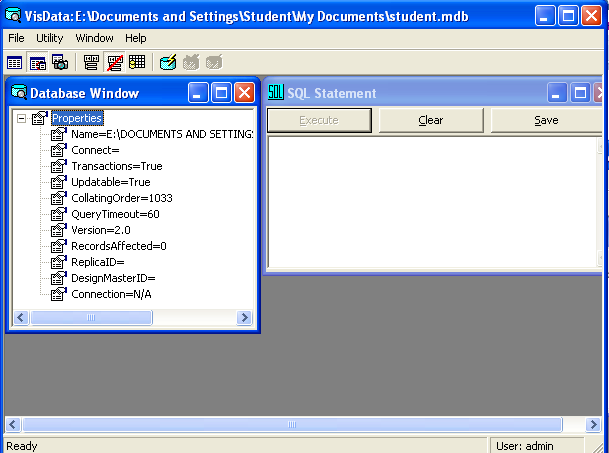 VisData:E:\Documents and Settings\Student\My Documents\student.mdb
File Utility Window Help
Database Window
Properties
Name=E:\DOCUMENTS AND SETTINGS
Connect=
Transactions=True
Updatable=True
CollatingOrder=1033
QueryTimeout=60
Version=2.0
RecordsAffected=0
ReplicaID=
DesignMasterID=
Connection=N/A
SQL SQL Statement
Execute Clear Save
Ready User: admin